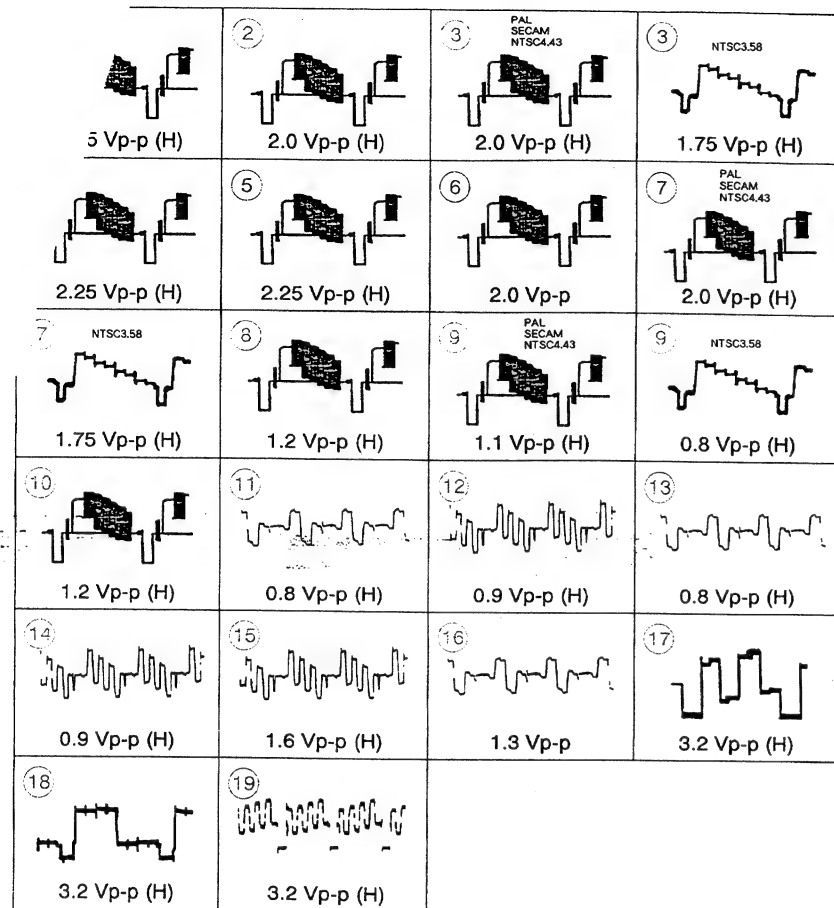 5 Vp-p (H)
2
2.0 Vp-p (H)
3
PAL
SECAM
NTSC4.43
2.0 Vp-p (H)
3
NTSC3.58
1.75 Vp-p (H)
2.25 Vp-p (H)
5
2.25 Vp-p (H)
6
2.0 Vp-p
7
PAL
SECAM
NTSC4.43
2.0 Vp-p (H)
7
NTSC3.58
1.75 Vp-p (H)
8
1.2 Vp-p (H)
9
PAL
SECAM
NTSC4.43
1.1 Vp-p (H)
9
NTSC3.58
0.8 Vp-p (H)
10
1.2 Vp-p (H)
11
0.8 Vp-p (H)
12
0.9 Vp-p (H)
13
0.8 Vp-p (H)
14
0.9 Vp-p (H)
15
1.6 Vp-p (H)
16
1.3 Vp-p
17
3.2 Vp-p (H)
18
3.2 Vp-p (H)
19
3.2 Vp-p (H)